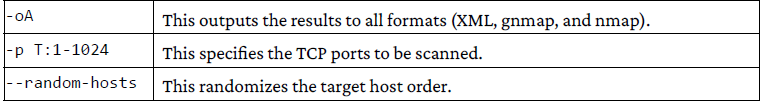 -oA This outputs the results to all formats (XML, gnmap, and nmap).
-p T:1-1024 This specifies the TCP ports to be scanned.
--random-hosts This randomizes the target host order.